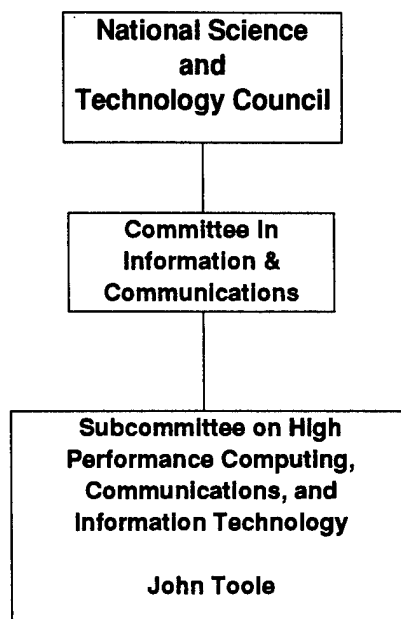 National Science
and
Technology Council
Committee in
Information &
Communications
Subcommittee on High
Performance Computing,
Communications, and
Information Technology
John Toole